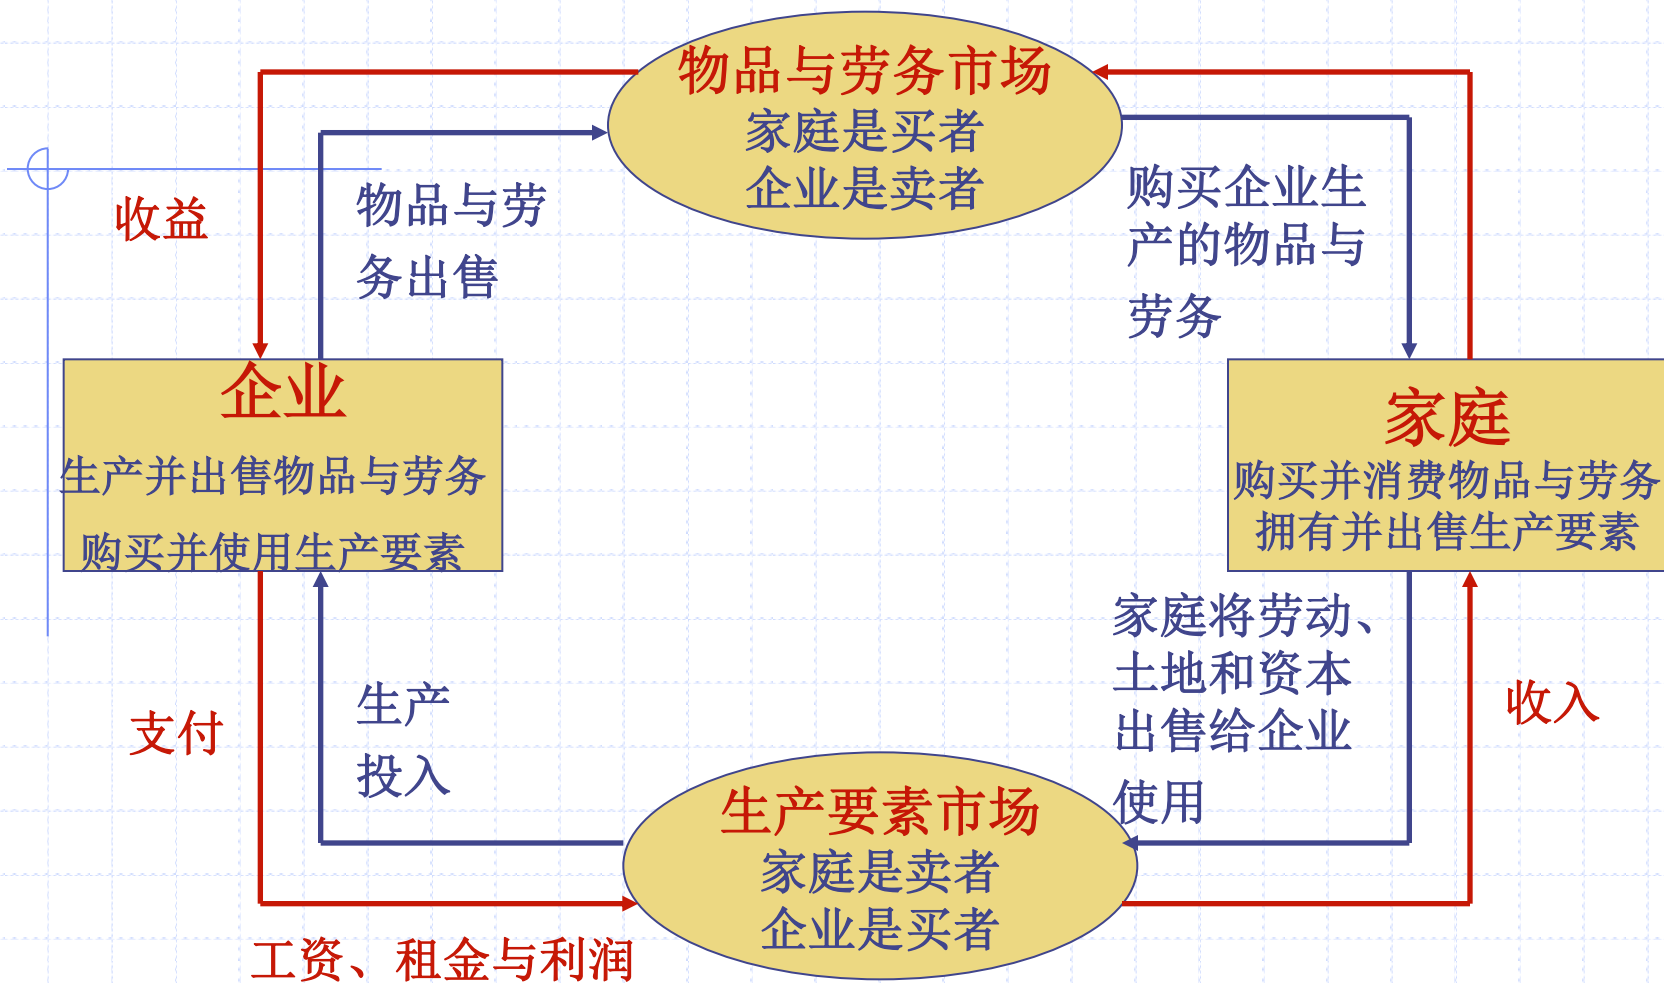 物品与劳务市场
家庭是买者
企业是卖者
收益
物品与劳
务出售
购买企业生
产的物品与
劳务
企业
生产并出售物品与劳务
购买并使用生产要素
家庭
购买并消费物品与劳务
拥有并出售生产要素
支付
生产
投入
家庭将劳动、
土地和资本
出售给企业
使用
收入
生产要素市场
家庭是卖者
企业是买者
工资、租金与利润